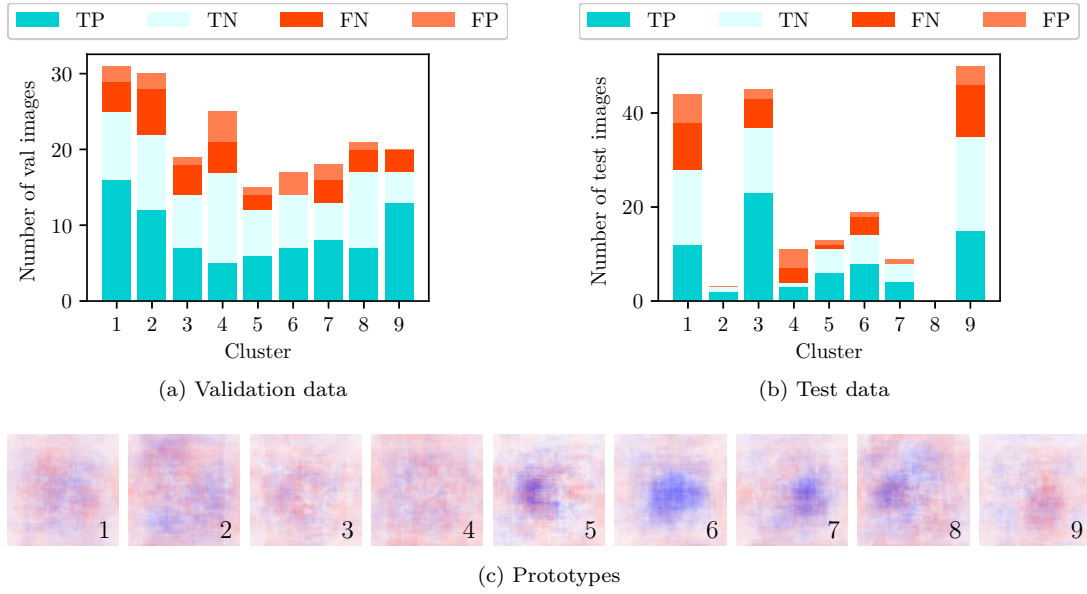 TP TN FN FP
TP TN FN FP
Number of val images
30
20
10
0
1 2 3 4 5 6 7 8 9
Cluster
(a) Validation data
Number of test images
40
20
0
1 2 3 4 5 6 7 8 9
Cluster
(b) Test data
1 2 3 4 5 6 7 8 9
(c) Prototypes